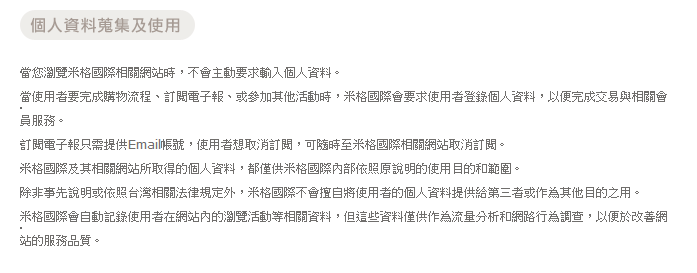 個人資料蒐集及使用
當您瀏覽米格國際相關網站時，不會主動要求輸入個人資料。
當使用者要完成購物流程、訂閱電子報、或參加其他活動時，米格國際會要求使用者登錄個人資料，以便完成交易與相關會
員服務。
訂閱電子報只需提供Email帳號，使用者想取消訂閱，可隨時至米格國際相關網站取消訂閱。
米格國際及其相關網站所取得的個人資料，都僅供米格國際內部依照原說明的使用目的和範圍。
除非事先說明或依照台灣相關法律規定外，米格國際不會擅自將使用者的個人資料提供給第三者或作為其他目的之用。
米格國際會自動記錄使用者在網站內的瀏覽活動等相關資料，但這些資料僅供作為流量分析和網路行為調查，以便於改善網
站的服務品質。